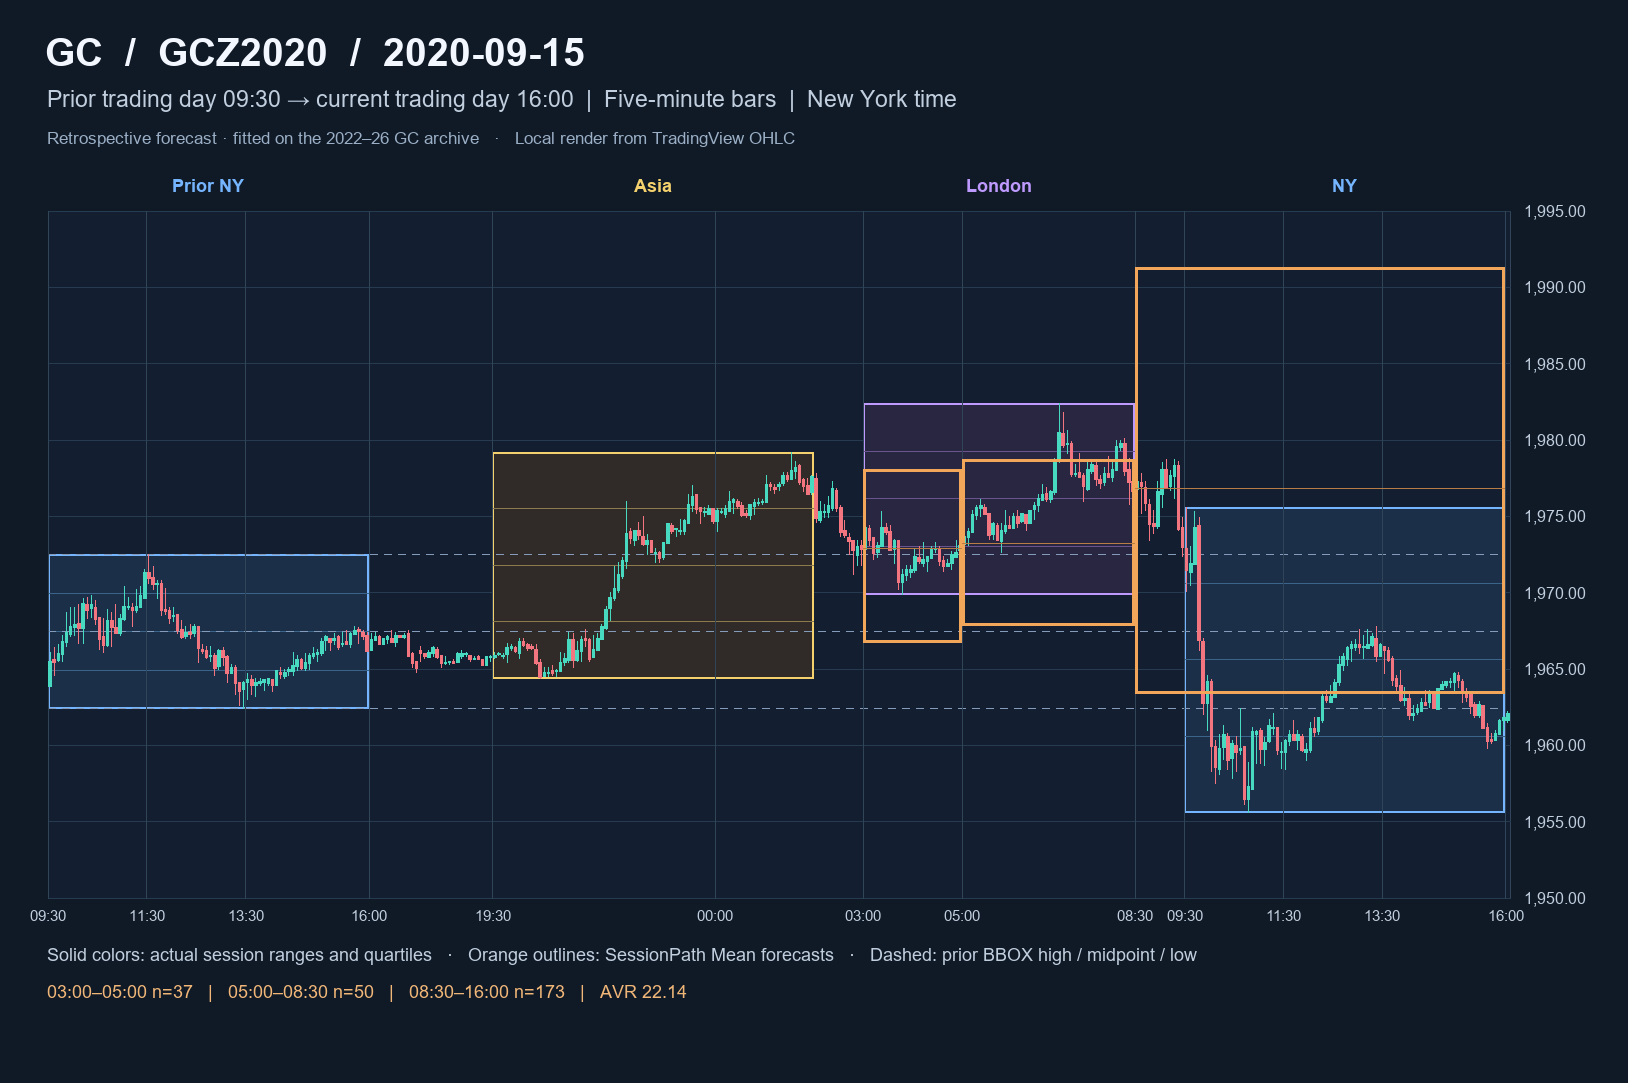 GC / GCZ2020 / 2020-09-15
Prior trading day 09:30 → current trading day 16:00 | Five-minute bars | New York time
Retrospective forecast · fitted on the 2022–26 GC archive · Local render from TradingView OHLC
Prior NY Asia London NY
1,995.00
1,990.00
1,985.00
1,980.00
1,975.00
1,970.00
1,965.00
1,960.00
1,955.00
1,950.00
09:30 11:30 13:30 16:00 19:30 00:00 03:00 05:00 08:30 09:30 11:30 13:30 16:00
Solid colors: actual session ranges and quartiles · Orange outlines: SessionPath Mean forecasts · Dashed: prior BBOX high / midpoint / low
03:00–05:00 n=37 | 05:00–08:30 n=50 | 08:30–16:00 n=173 | AVR 22.14